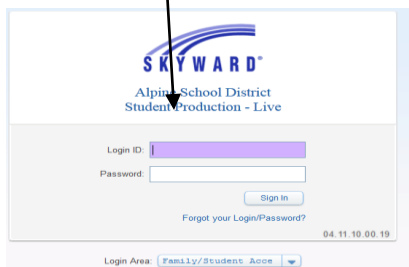 SKYWARD®
Alpine School District
Student Production - Live
Login ID:
Password:
Sign In
Forgot your Login/Password?
04.11.10.00.19
Login Area: Family/Student Acce